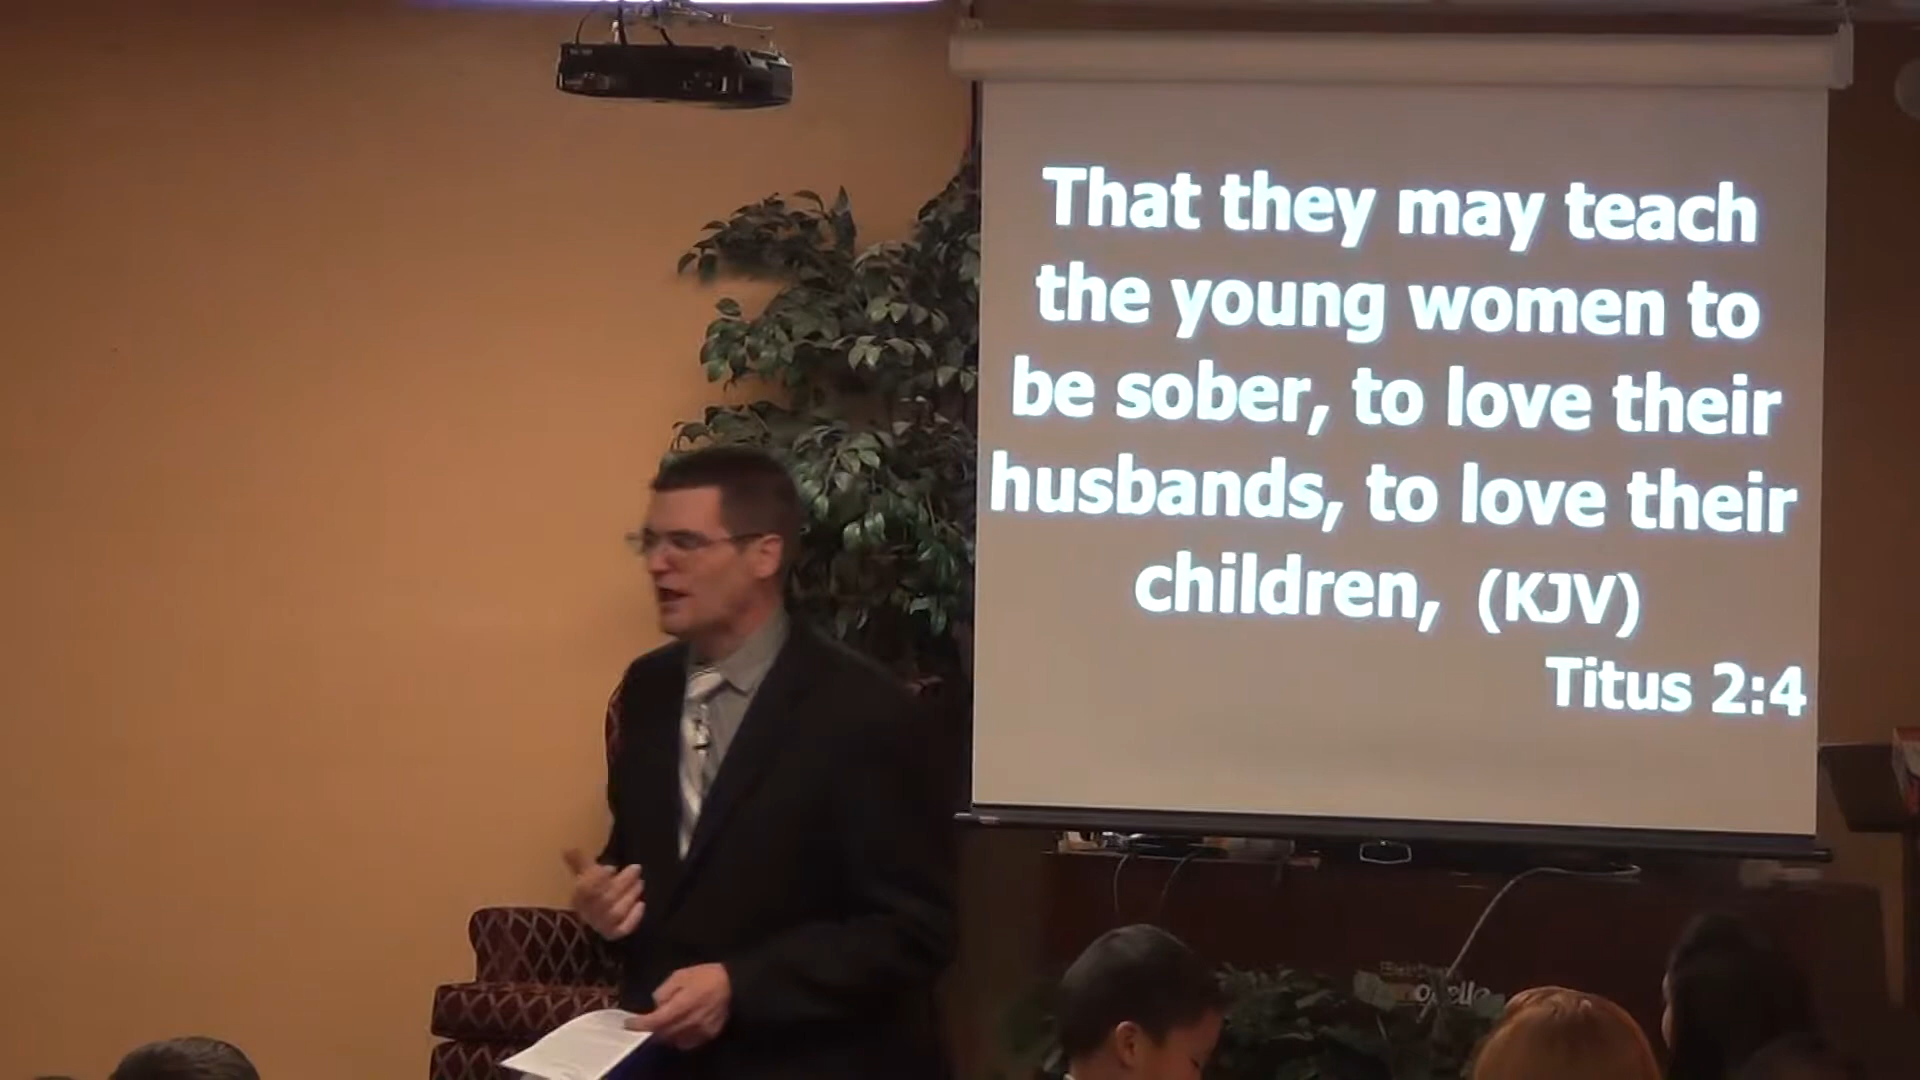 That they may teach
the young women to
be sober, to love their
husbands, to love their
children, (KJV)
Titus 2:4